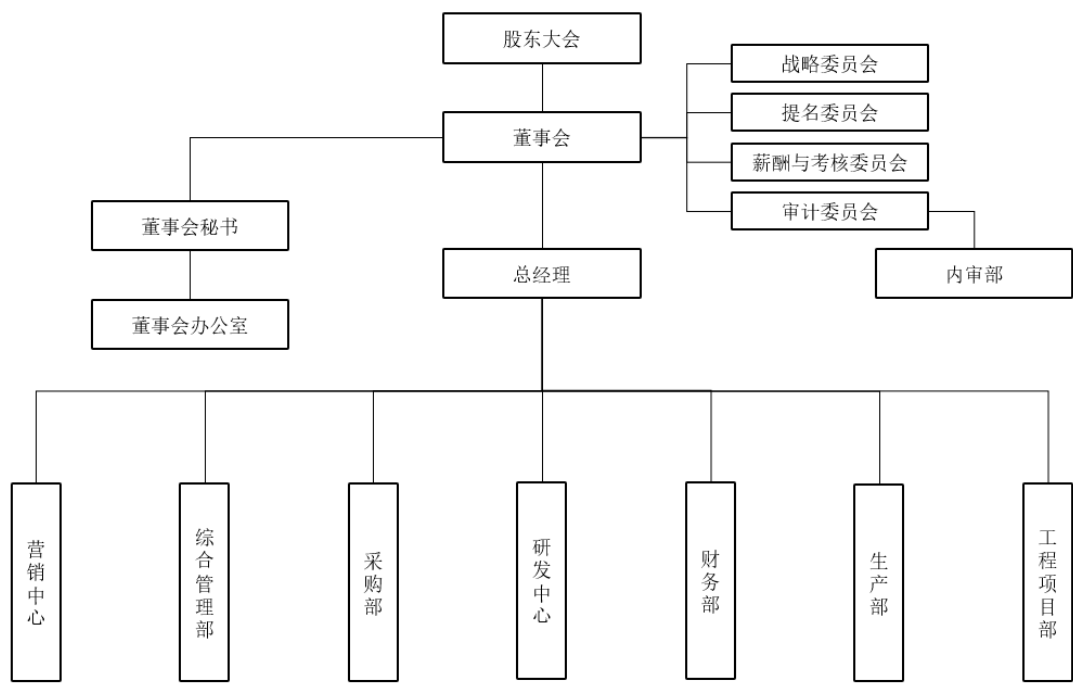 股东大会
战略委员会
提名委员会
董事会
薪酬与考核委员会
审计委员会
董事会秘书
总经理
内审部
董事会办公室
营销中心
综合管理部
采购部
研发中心
财务部
生产部
工程项目部